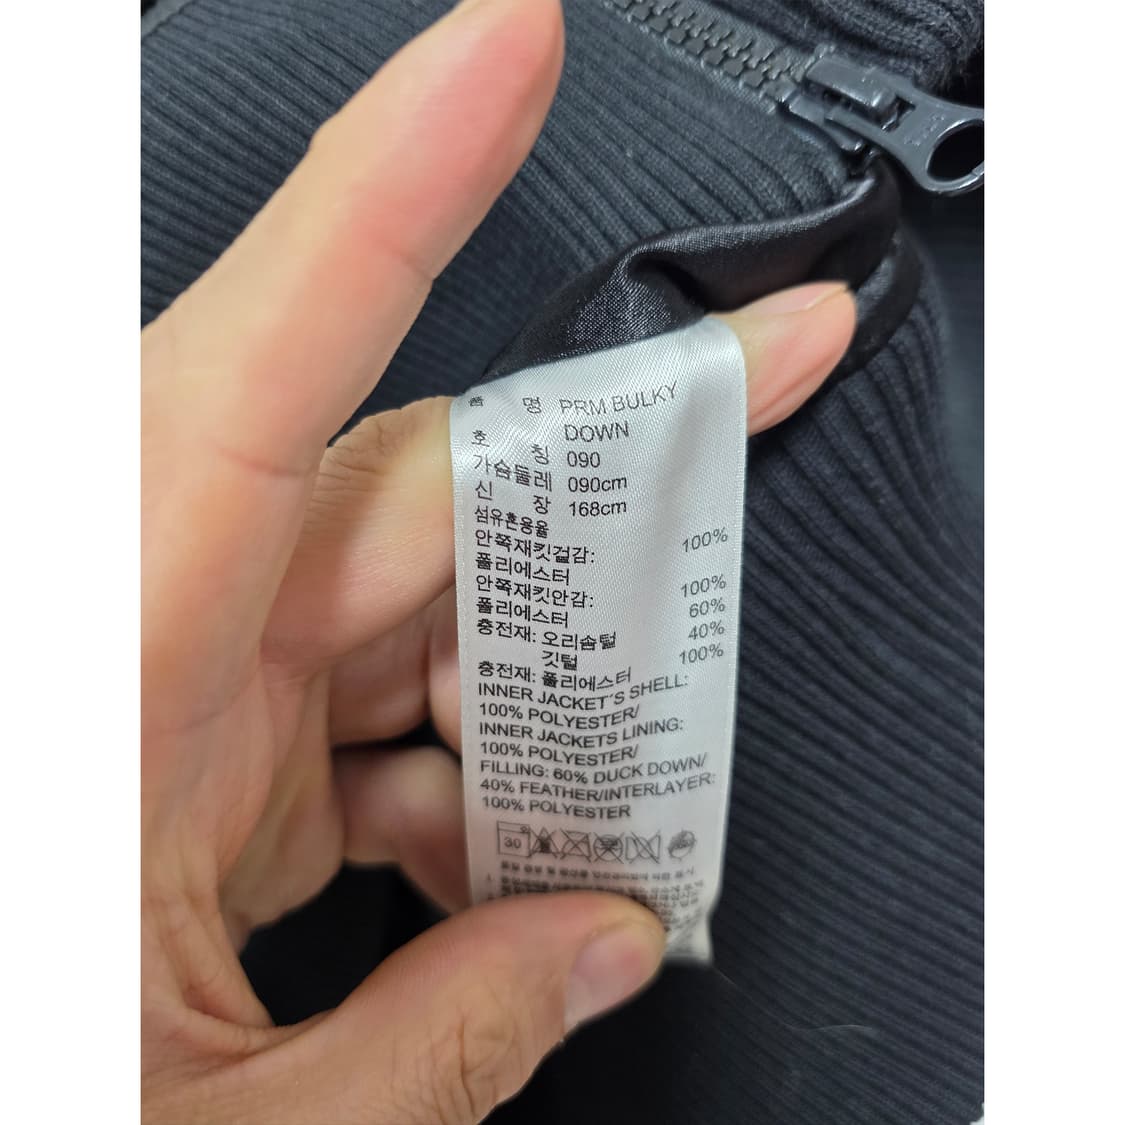 품 명 PRM BULKY
DOWN
호 칭 090
가슴둘레 090cm
신 장 168cm
섬유혼용율
안쪽재킷겉감: 100%
폴리에스터
안쪽재킷안감: 100%
폴리에스터 60%
충전재: 오리솜털 40%
깃털 100%
충전재: 폴리에스터
INNER JACKET´S SHELL:
100% POLYESTER/
INNER JACKETS LINING:
100% POLYESTER/
FILLING: 60% DUCK DOWN/
40% FEATHER/INTERLAYER:
100% POLYESTER
30